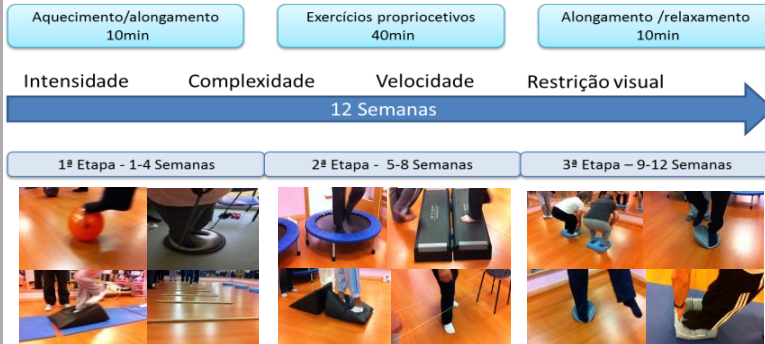 Aquecimento/alongamento
10min
Exercícios propriocetivos
40min
Alongamento /relaxamento
10min
Intensidade Complexidade Velocidade Restrição visual
12 Semanas
1ª Etapa - 1-4 Semanas
2ª Etapa - 5-8 Semanas
3ª Etapa – 9-12 Semanas